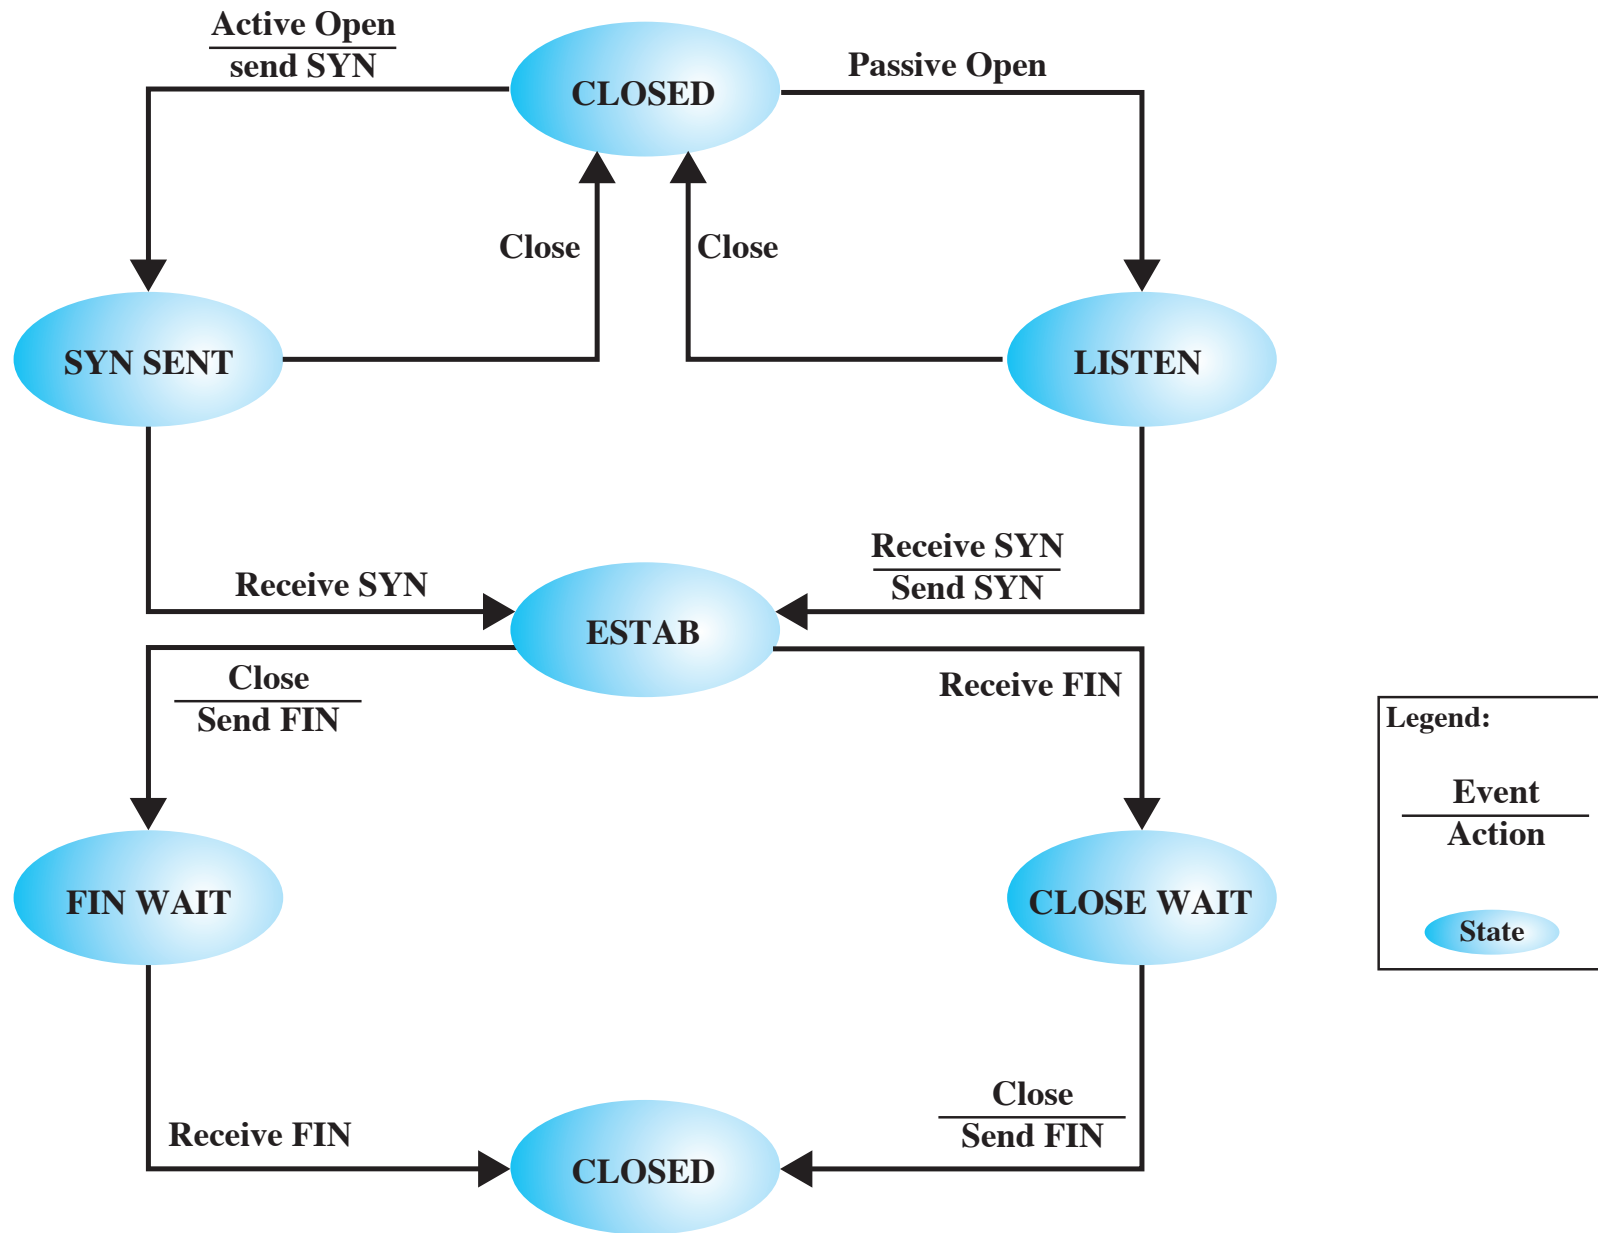 Active Open
send SYN
CLOSED
Passive Open
Close
Close
SYN SENT
LISTEN
Receive SYN
Receive SYN
Send SYN
ESTAB
Close
Send FIN
Receive FIN
Legend:
Event
Action
State
FIN WAIT
CLOSE WAIT
Receive FIN
Close
Send FIN
CLOSED